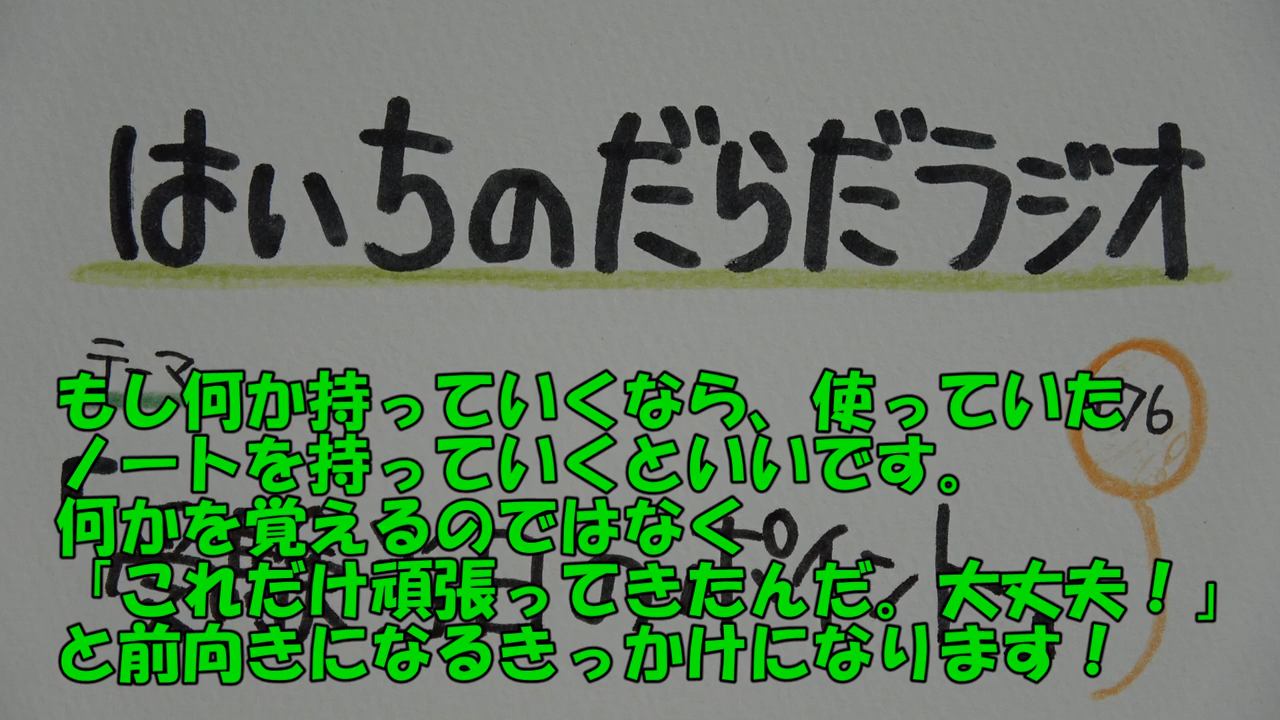 はいちのだらだラジオ
テーマ
76
もし何か持っていくなら、使っていた
ノートを持っていくといいです。
何かを覚えるのではなく
「これだけ頑張ってきたんだ。大丈夫！」
と前向きになるきっかけになります！